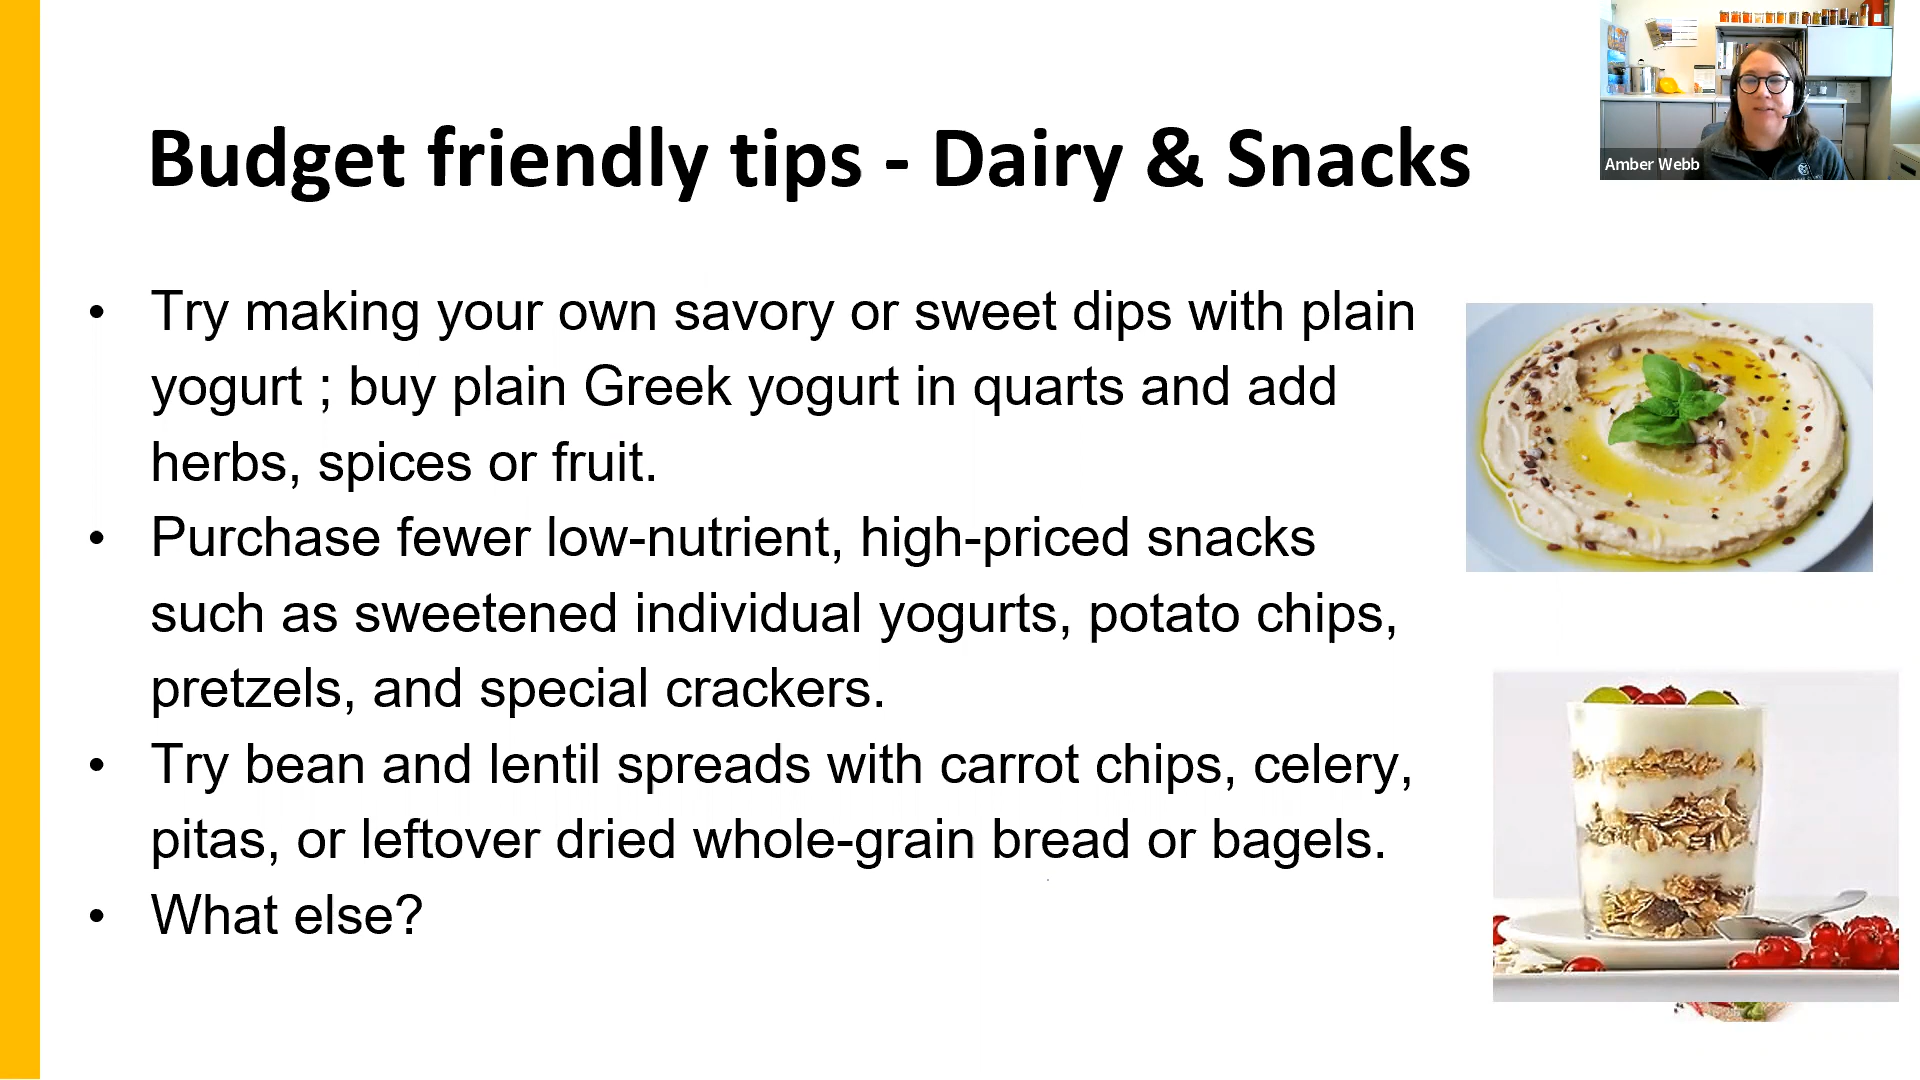 Budget friendly tips - Dairy & Snacks
Amber Webb
• Try making your own savory or sweet dips with plain
yogurt ; buy plain Greek yogurt in quarts and add
herbs, spices or fruit.
• Purchase fewer low-nutrient, high-priced snacks
such as sweetened individual yogurts, potato chips,
pretzels, and special crackers.
• Try bean and lentil spreads with carrot chips, celery,
pitas, or leftover dried whole-grain bread or bagels.
• What else?